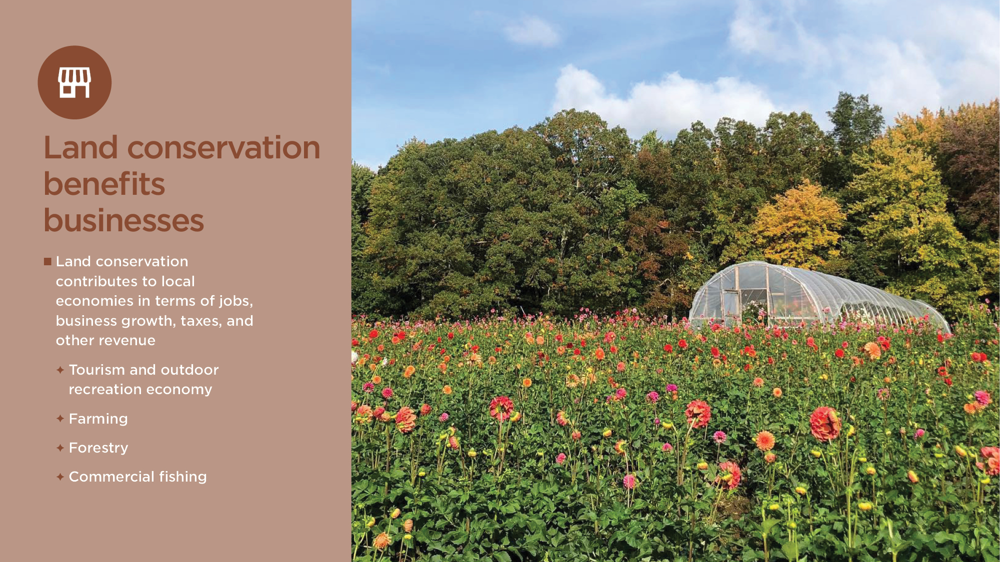 Land conservation
benefits
businesses
Land conservation
contributes to local
economies in terms of jobs,
business growth, taxes, and
other revenue
Tourism and outdoor
recreation economy
Farming
Forestry
Commercial fishing